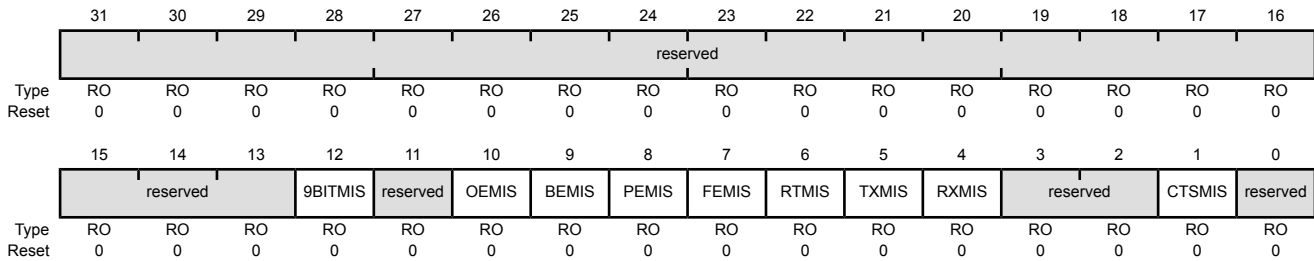 31 30 29 28 27 26 25 24 23 22 21 20 19 18 17 16
reserved
Type RO RO RO RO RO RO RO RO RO RO RO RO RO RO RO RO
Reset 0 0 0 0 0 0 0 0 0 0 0 0 0 0 0 0
15 14 13 12 11 10 9 8 7 6 5 4 3 2 1 0
reserved 9BITMIS reserved OEMIS BEMIS PEMIS FEMIS RTMIS TXMIS RXMIS reserved CTSMIS reserved
Type RO RO RO RO RO RO RO RO RO RO RO RO RO RO RO RO
Reset 0 0 0 0 0 0 0 0 0 0 0 0 0 0 0 0